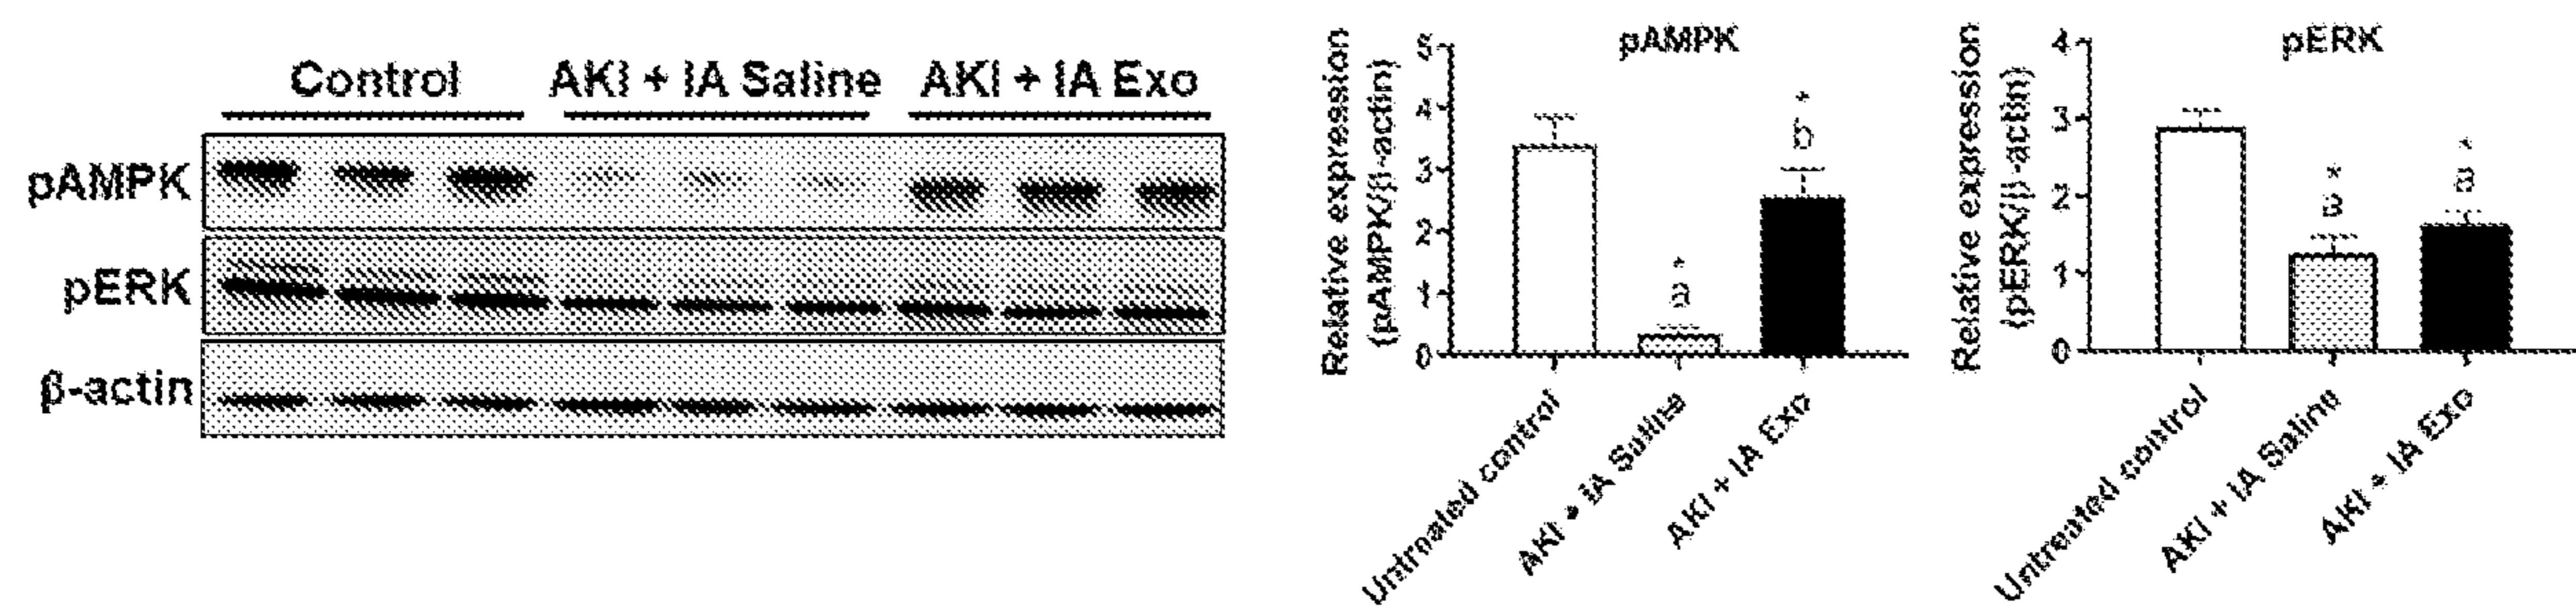 Control AKI + IA Saline AKI + IA Exo
pAMPK
pERK
β-actin
pAMPK
Relative expression
(pAMPK/β-actin)
5
4
3
2
1
0
*
a
*
b
Untreated control
AKI + IA Saline
AKI + IA Exo
pERK
Relative expression
(pERK/β-actin)
4
3
2
1
0
*
a
*
a
Untreated control
AKI + IA Saline
AKI + IA Exo